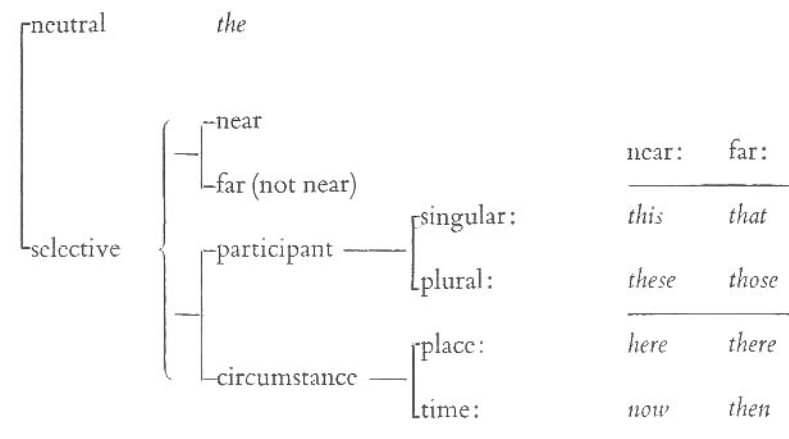 neutral the
near
near: far:
far (not near)
singular: this that
selective participant
plural: these those
place: here there
circumstance
time: now then